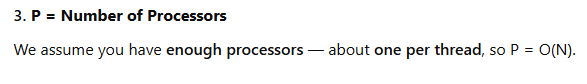 3. P = Number of Processors
We assume you have enough processors — about one per thread, so P = O(N).